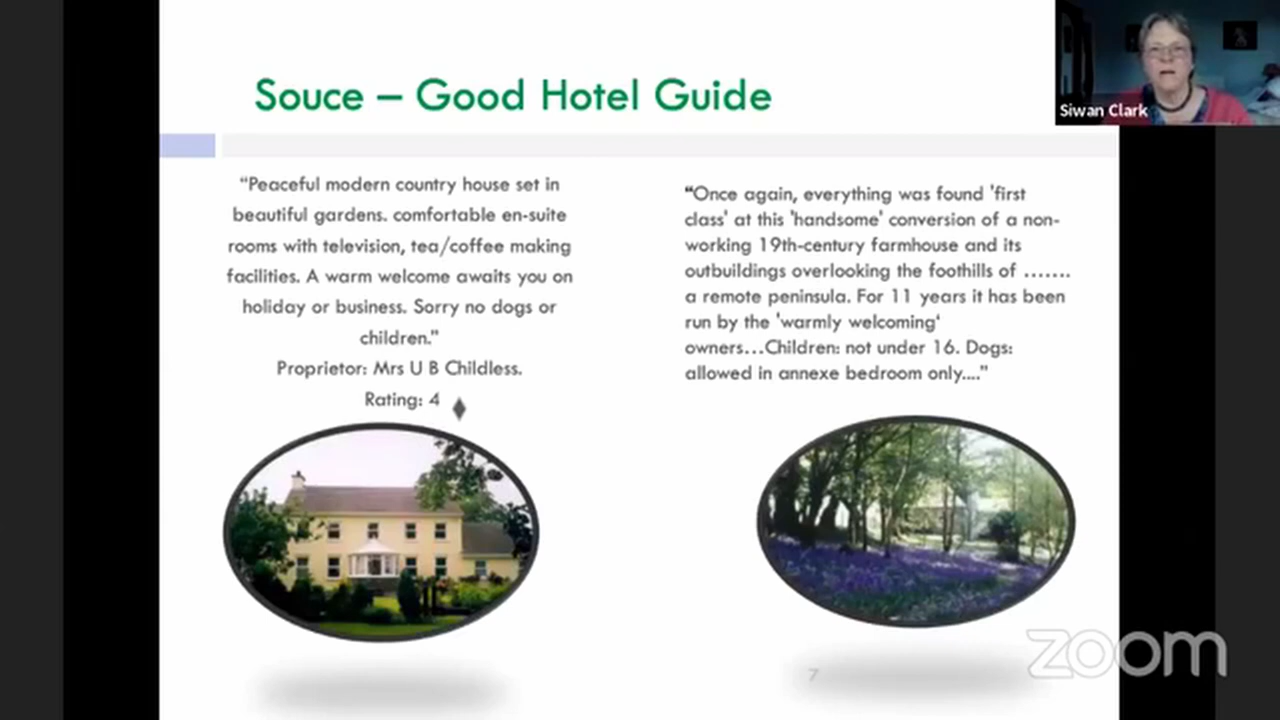 Souce – Good Hotel Guide
Siwan Clark
“Peaceful modern country house set in
beautiful gardens. comfortable en-suite
rooms with television, tea/coffee making
facilities. A warm welcome awaits you on
holiday or business. Sorry no dogs or
children.”
Proprietor: Mrs U B Childless.
Rating: 4 ♦
“Once again, everything was found 'first
class' at this 'handsome' conversion of a non-
working 19th-century farmhouse and its
outbuildings overlooking the foothills of …….
a remote peninsula. For 11 years it has been
run by the 'warmly welcoming‘
owners…Children: not under 16. Dogs:
allowed in annexe bedroom only....”
7
zoom